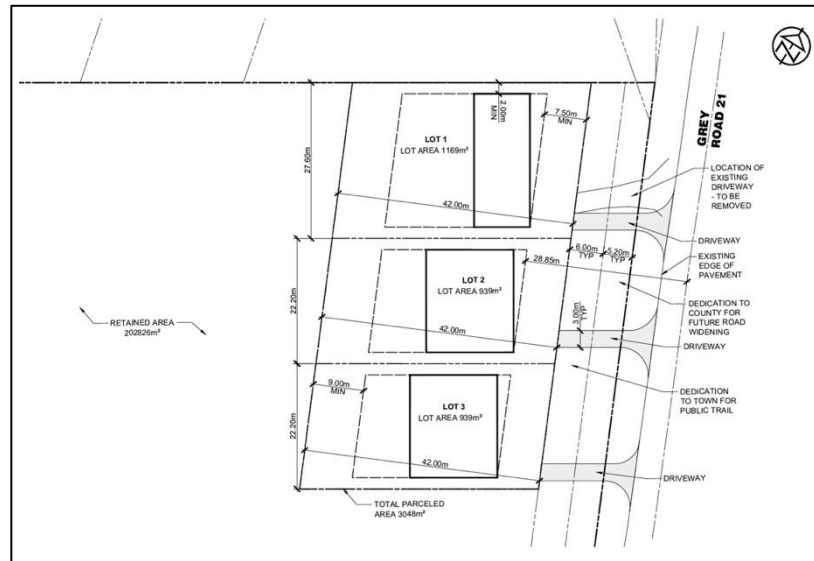 GREY
ROAD 21
2.00m
MIN
7.50m
MIN
LOT 1
LOT AREA 1169m²
27.60m
LOCATION OF
EXISTING
DRIVEWAY
- TO BE
REMOVED
42.00m
DRIVEWAY
6.00m
TYP
5.20m
TYP
28.85m
EXISTING
EDGE OF
PAVEMENT
LOT 2
LOT AREA 939m²
22.20m
DEDICATION TO
COUNTY FOR
FUTURE ROAD
WIDENING
3.00m
TYP
RETAINED AREA
202826m²
42.00m
DRIVEWAY
9.00m
MIN
DEDICATION
TO TOWN FOR
PUBLIC TRAIL
LOT 3
LOT AREA 939m²
22.20m
42.00m
DRIVEWAY
TOTAL PARCELED
AREA 3048m²